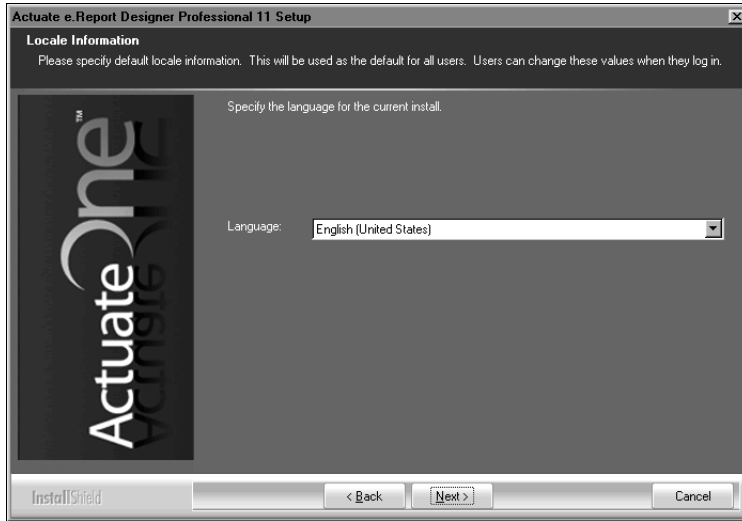 Actuate e.Report Designer Professional 11 Setup
Locale Information
Please specify default locale information. This will be used as the default for all users. Users can change these values when they log in.
ActuateOne™
Specify the language for the current install.
Language: English (United States)
InstallShield
< Back Next > Cancel